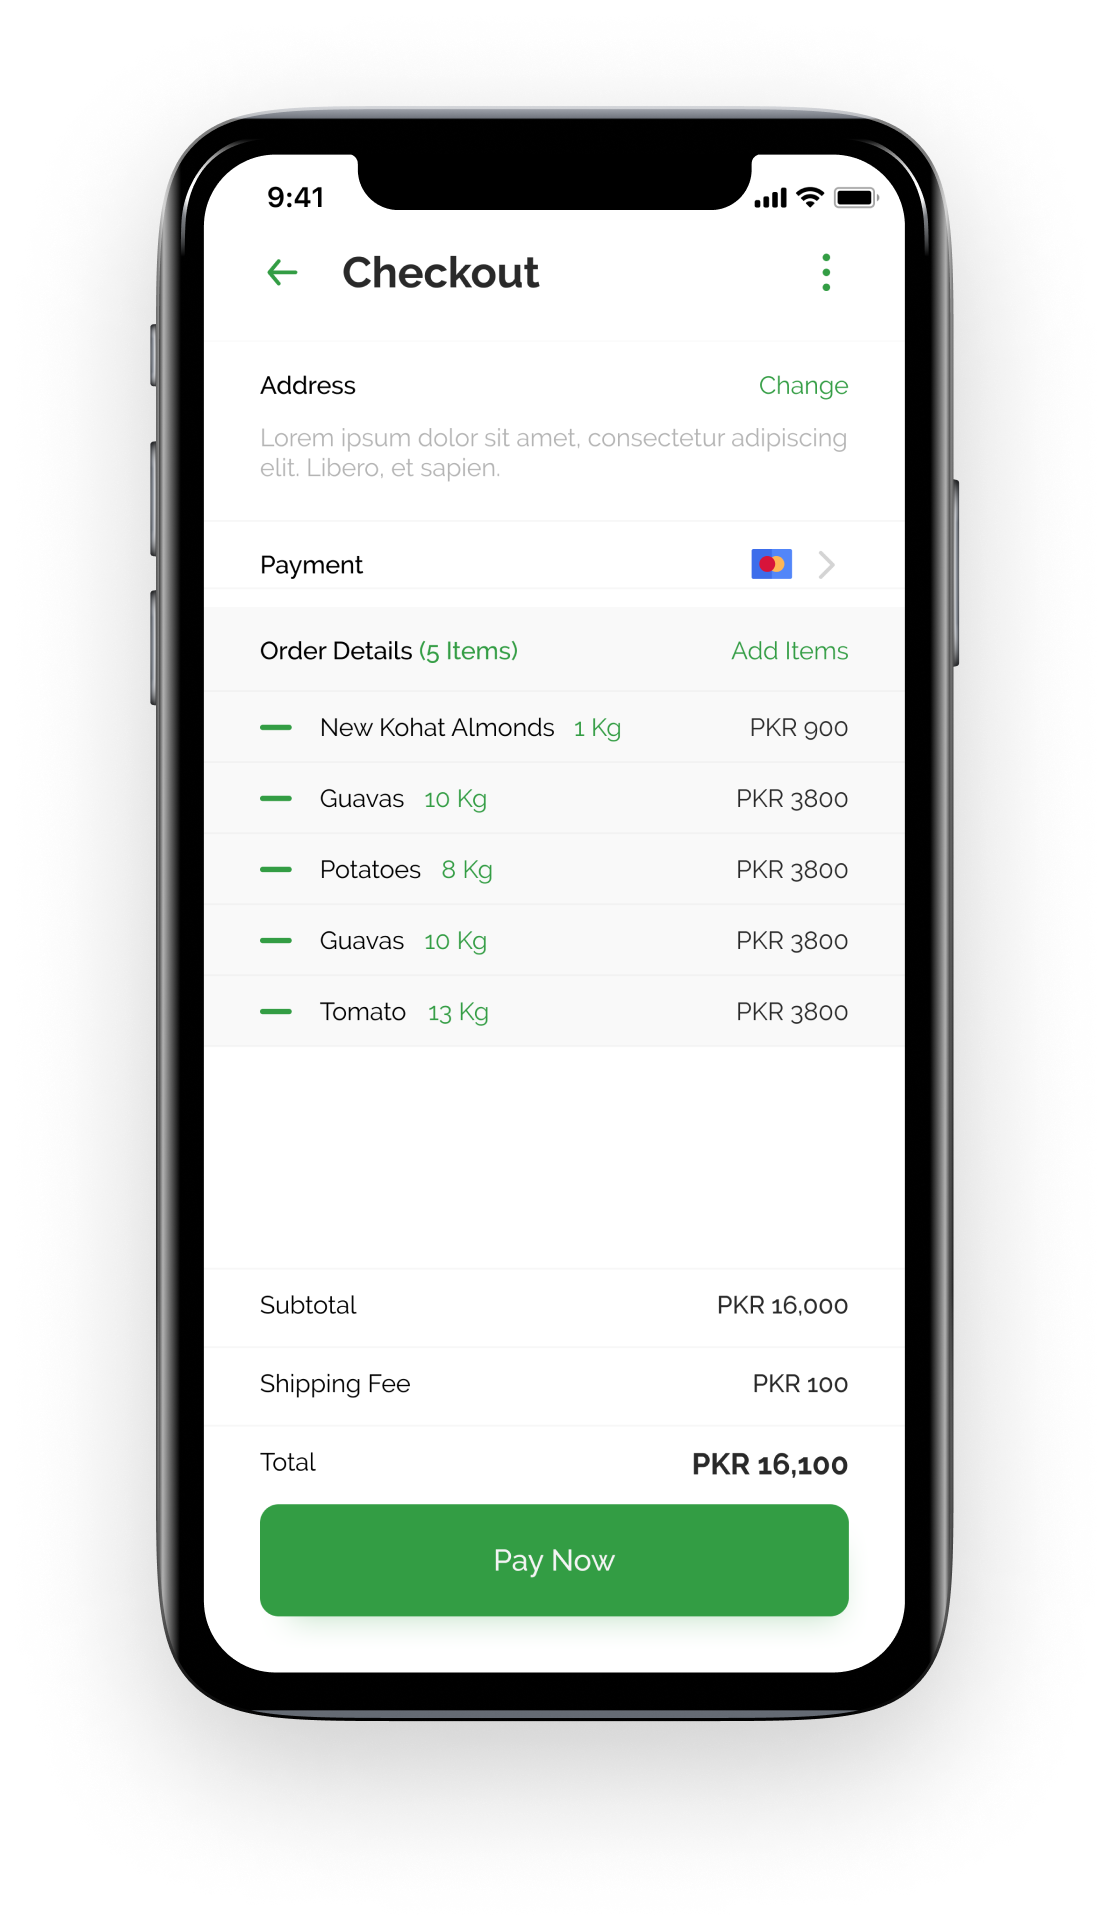 9:41
Checkout
Address Change
Lorem ipsum dolor sit amet, consectetur adipiscing
elit. Libero, et sapien.
Payment
Order Details (5 Items) Add Items
New Kohat Almonds 1 Kg PKR 900
Guavas 10 Kg PKR 3800
Potatoes 8 Kg PKR 3800
Guavas 10 Kg PKR 3800
Tomato 13 Kg PKR 3800
Subtotal PKR 16,000
Shipping Fee PKR 100
Total PKR 16,100
Pay Now